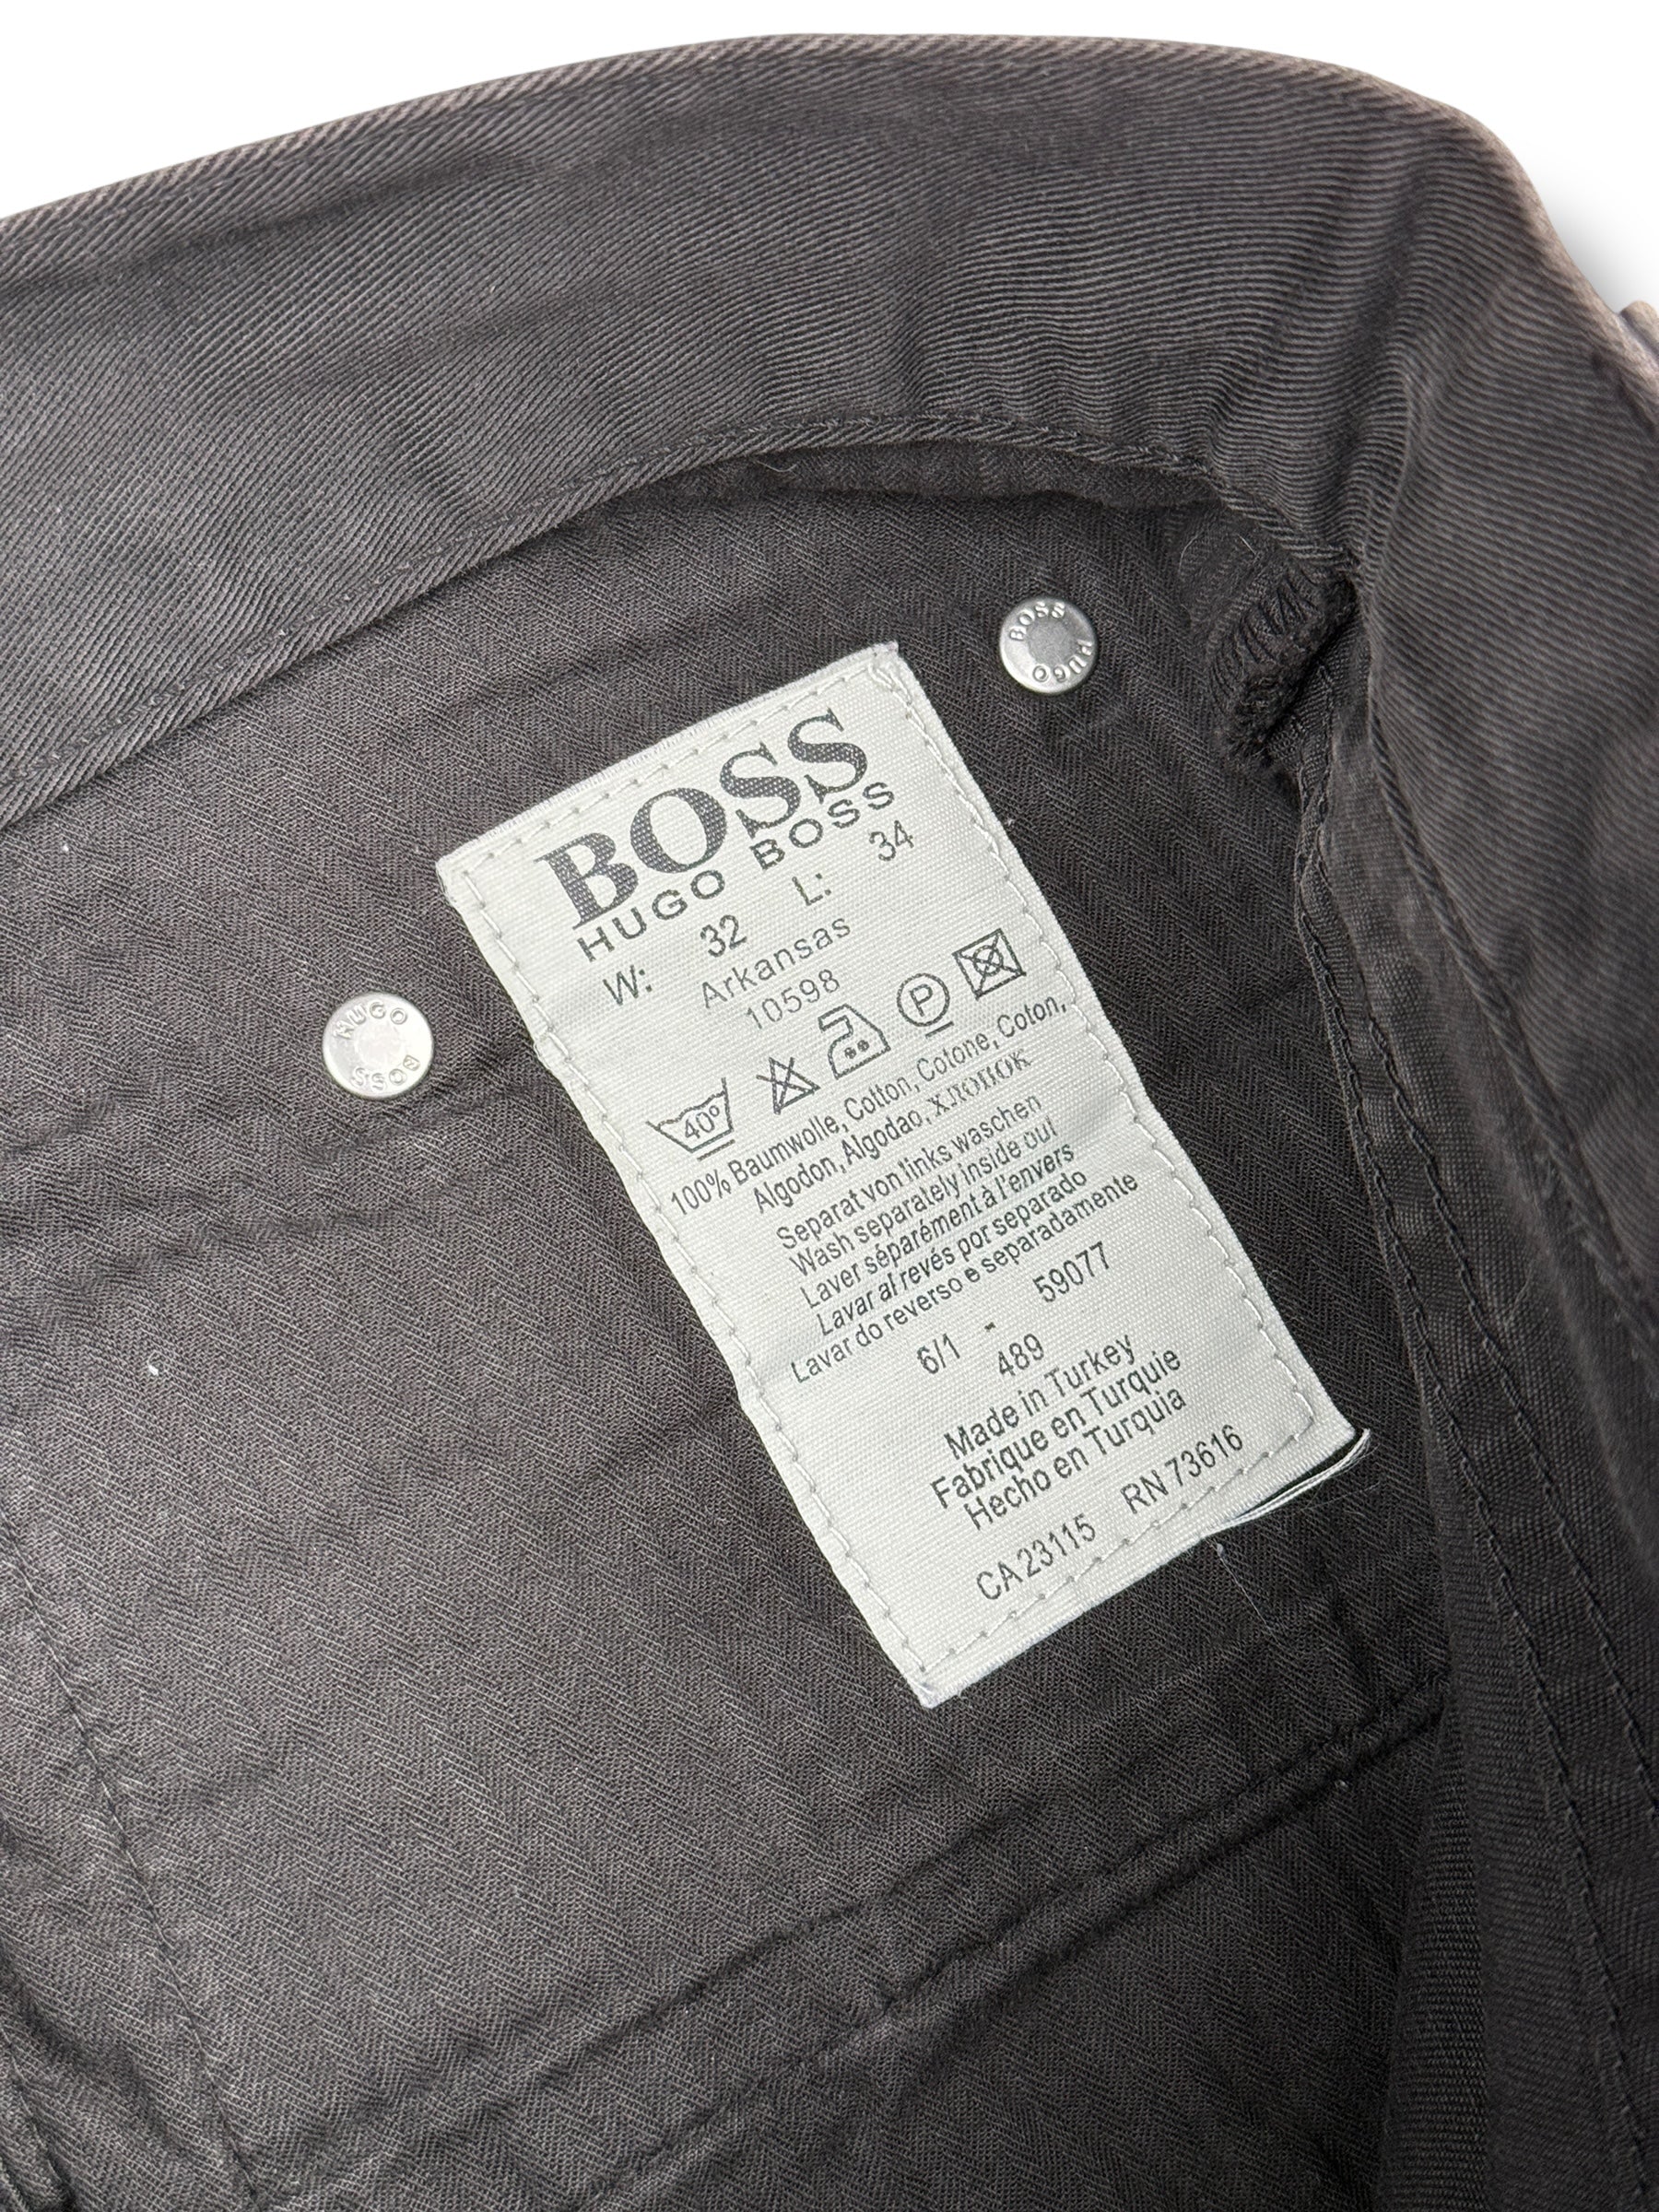 BOSS
HUGO BOSS
W: 32 L: 34
Arkansas
10598
40°
P
100% Baumwolle, Cotton, Cotone, Coton,
Algodon, Algodao, ХЛОПОК
Separat von links waschen
Wash separately inside out
Laver séparément à l'envers
Lavar al revés por separado
Lavar do reverso e separadamente
6/1 - 59077
489
Made in Turkey
Fabrique en Turquie
Hecho en Turquia
CA 23115 RN 73616
HUGO BOSS
HUGO BOSS